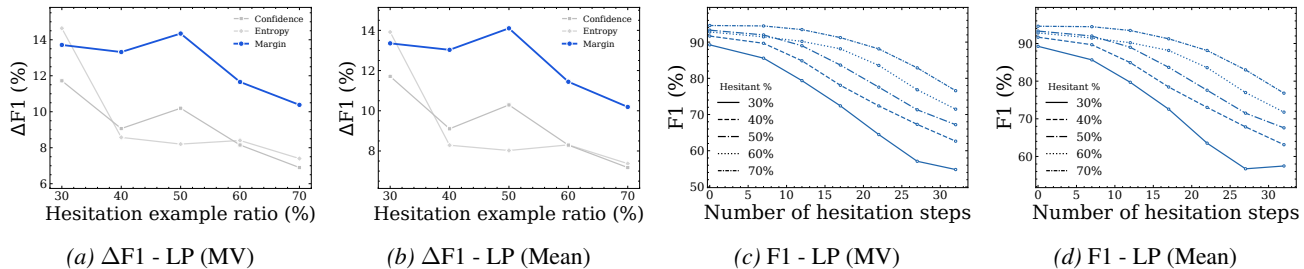 Confidence
Entropy
Margin
14
12
10
8
6
30 40 50 60 70
ΔF1 (%)
Hesitation example ratio (%)
(a) ΔF1 - LP (MV)
Confidence
Entropy
Margin
14
12
10
8
30 40 50 60 70
ΔF1 (%)
Hesitation example ratio (%)
(b) ΔF1 - LP (Mean)
90
80
70
60
50
F1 (%)
Hesitant %
30%
40%
50%
60%
70%
0 5 10 15 20 25 30
Number of hesitation steps
(c) F1 - LP (MV)
100
90
80
70
60
F1 (%)
Hesitant %
30%
40%
50%
60%
70%
0 5 10 15 20 25 30
Number of hesitation steps
(d) F1 - LP (Mean)